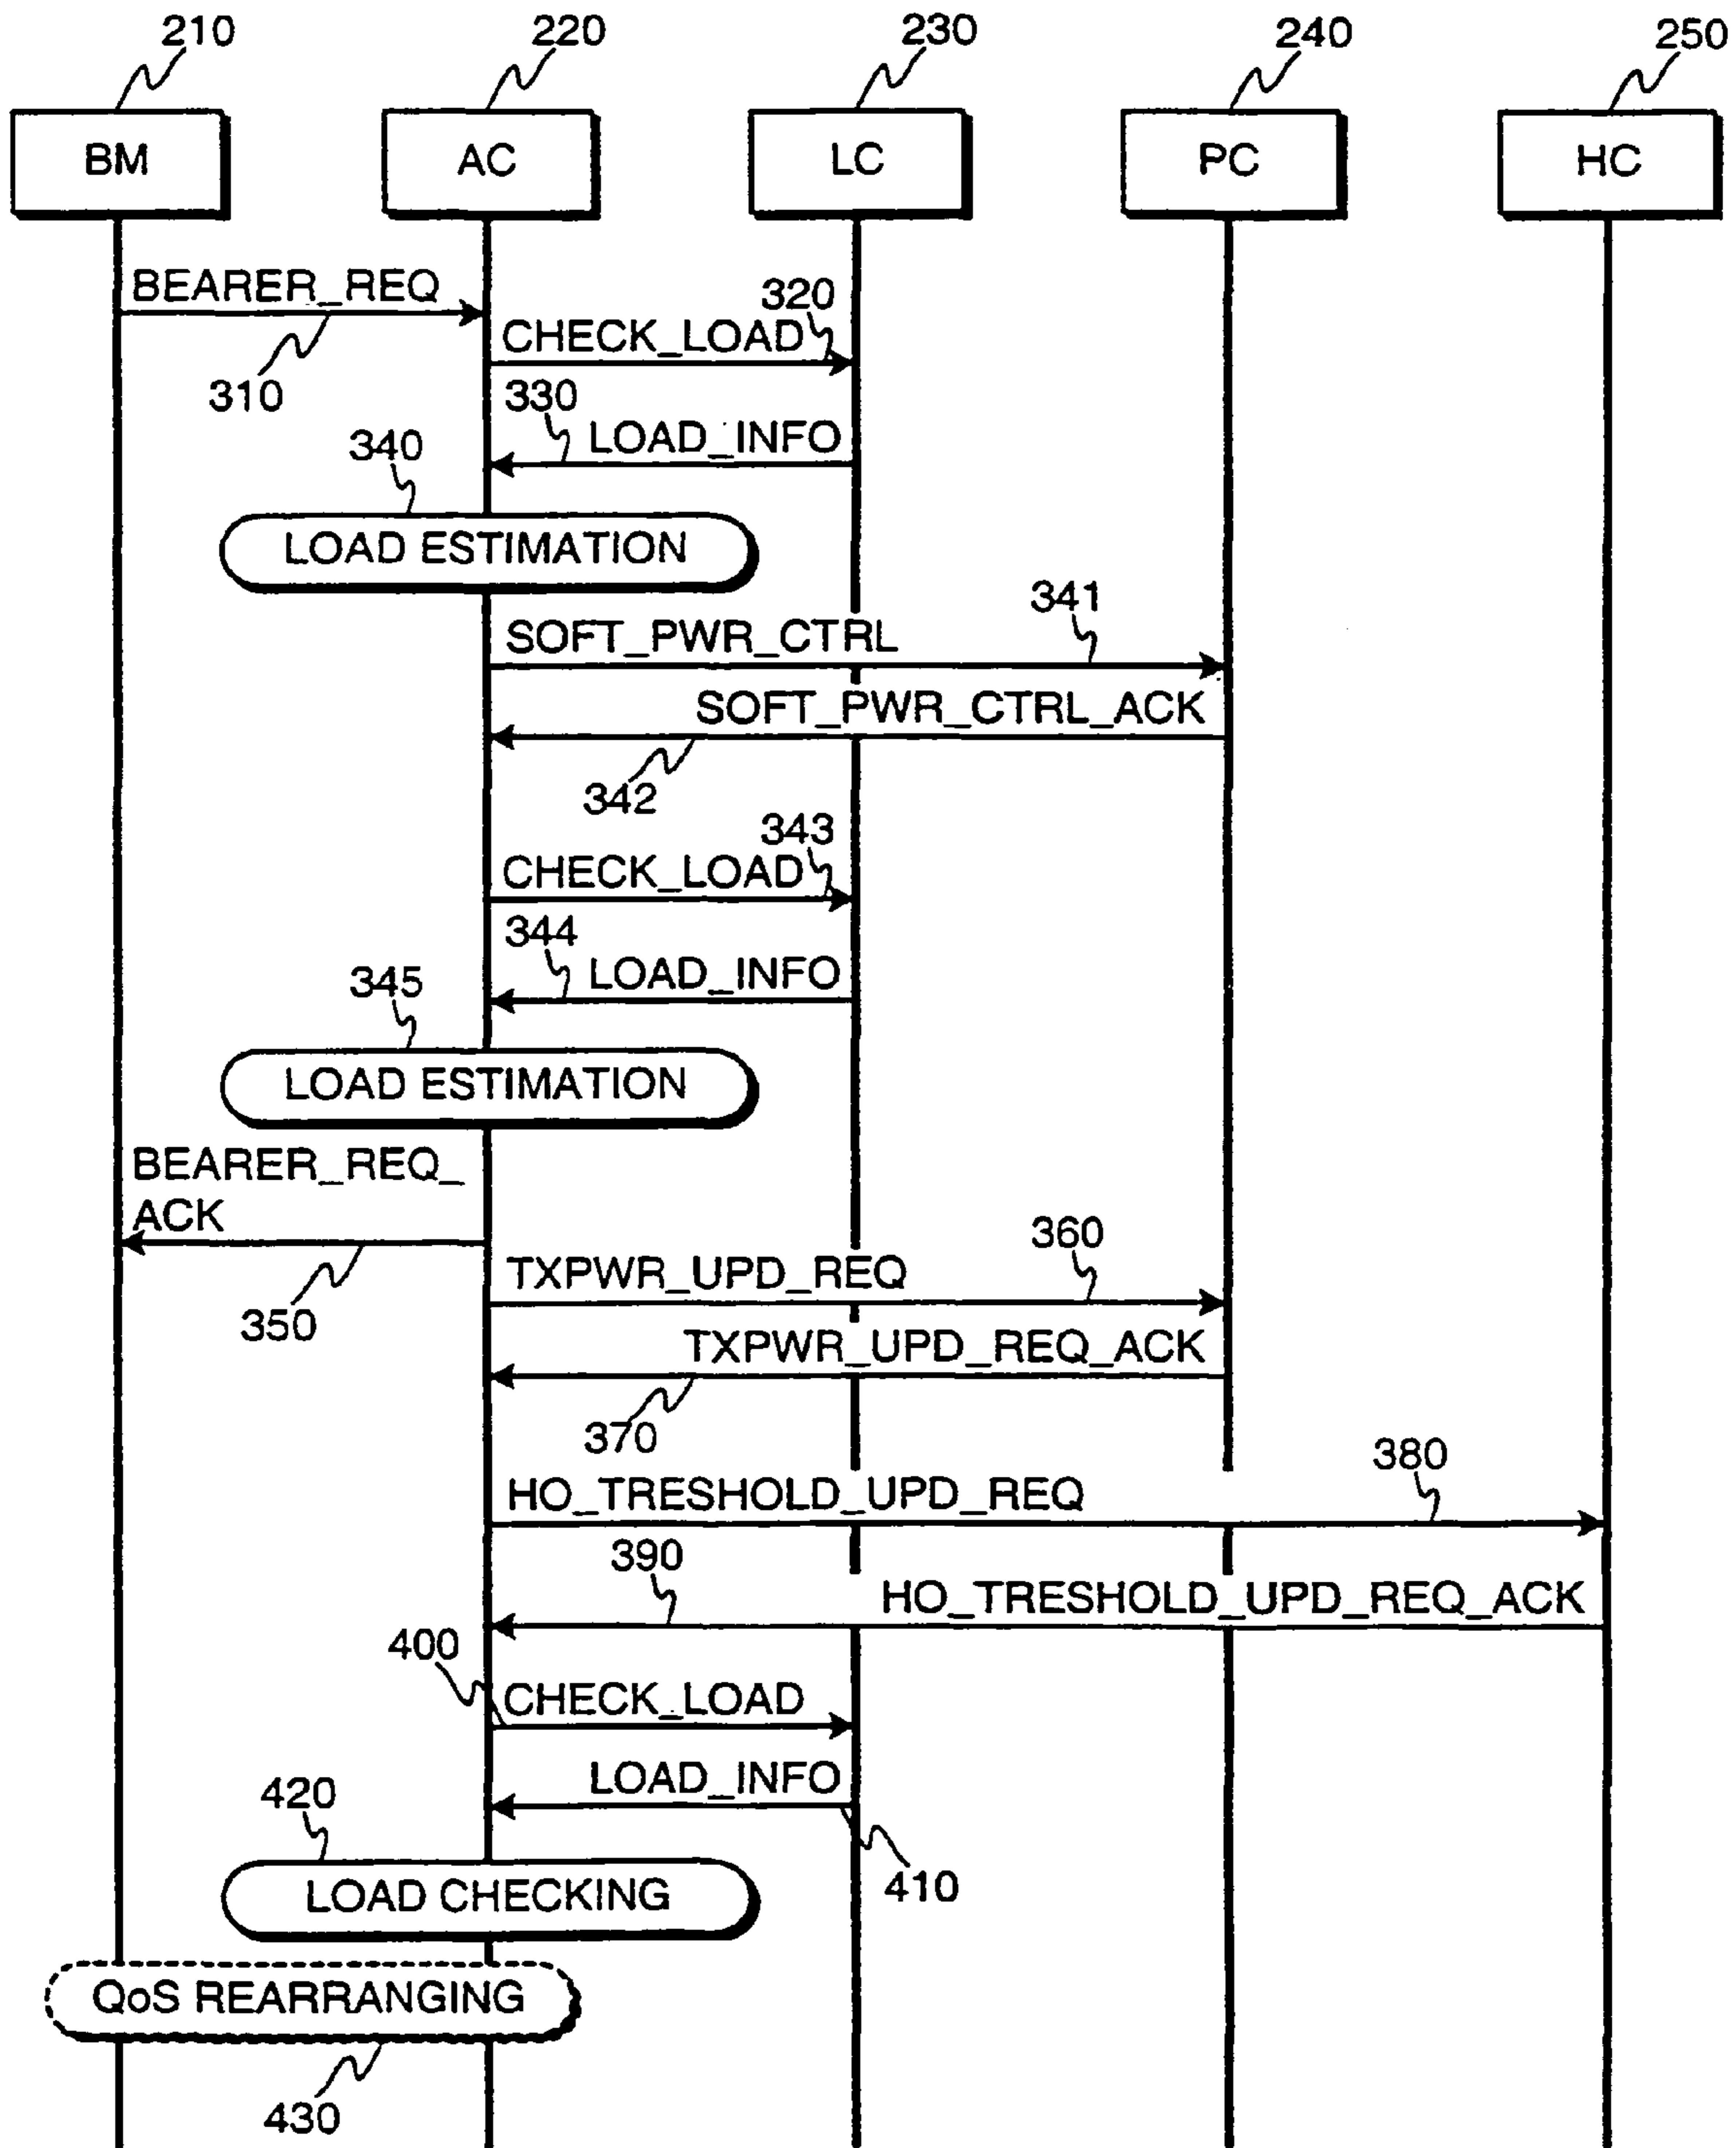 210
220
230
240
250
BM
AC
LC
PC
HC
BEARER_REQ
310
320
CHECK_LOAD
330
LOAD_INFO
340
LOAD ESTIMATION
341
SOFT_PWR_CTRL
SOFT_PWR_CTRL_ACK
342
343
CHECK_LOAD
344
LOAD_INFO
345
LOAD ESTIMATION
BEARER_REQ_
ACK
350
360
TXPWR_UPD_REQ
TXPWR_UPD_REQ_ACK
370
380
HO_TRESHOLD_UPD_REQ
390
HO_TRESHOLD_UPD_REQ_ACK
400
CHECK_LOAD
LOAD_INFO
410
420
LOAD CHECKING
QoS REARRANGING
430